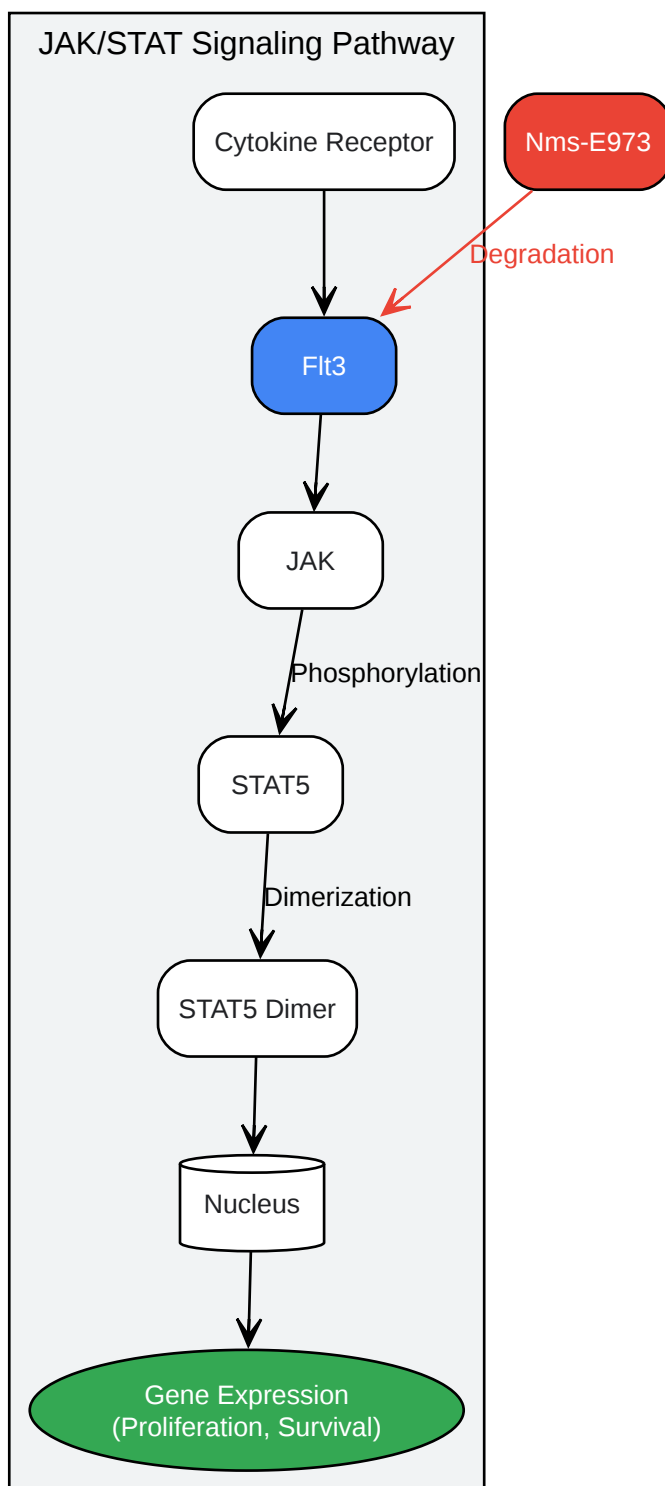 JAK/STAT Signaling Pathway
Cytokine Receptor
Nms-E973
Degradation
Flt3
JAK
Phosphorylation
STAT5
Dimerization
STAT5 Dimer
Nucleus
Gene Expression
(Proliferation, Survival)